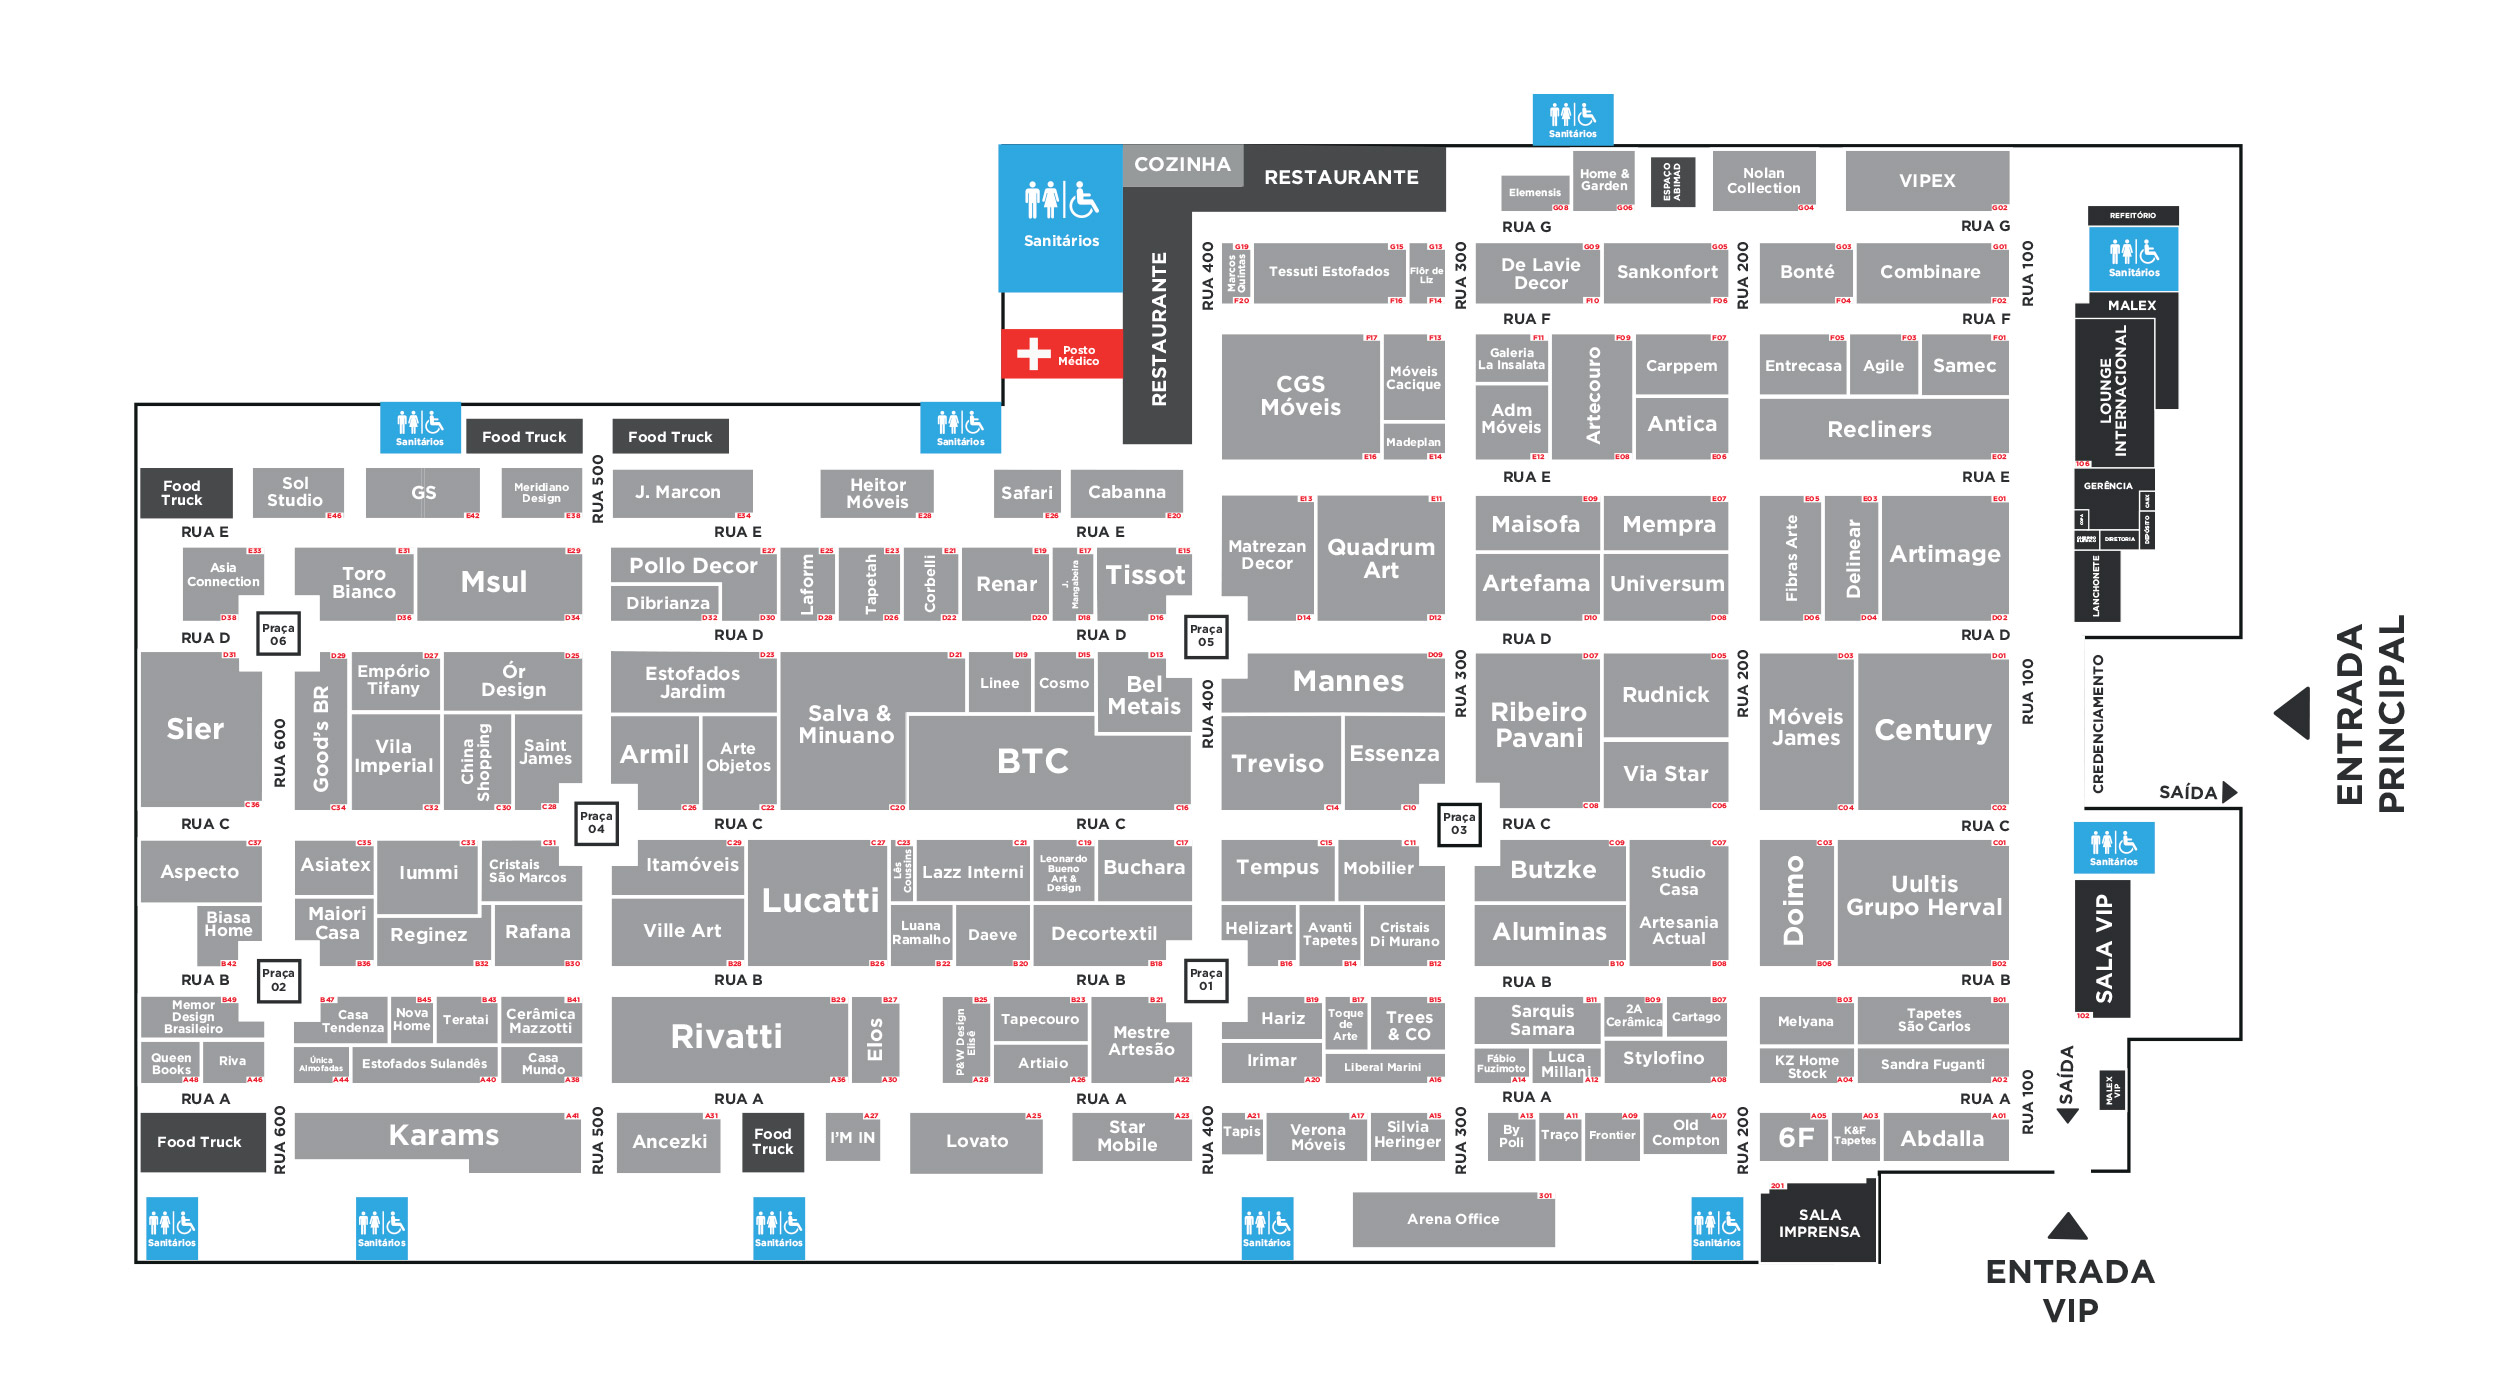 Sanitários
COZINHA
RESTAURANTE
Sanitários
RESTAURANTE
Posto
Médico
Elemensis
G08
Home &
Garden
G06
ESPAÇO
ABIMAD
Nolan
Collection
G04
VIPEX
G02
RUA G
RUA G
REFEITÓRIO
Sanitários
MALEX
LOUNGE
INTERNACIONAL
106
GERÊNCIA
CAEX
DEPÓSITO
COPA
DIRETORIA
LANCHONETE
RUA 400
G19
Marcos
Quintas
F20
G15
Tessuti Estofados
F16
G13
Flôr de
Liz
F14
RUA 300
G09
De Lavie
Decor
F10
G05
Sankonfort
F06
RUA 200
G03
Bonté
F04
G01
Combinare
F02
RUA 100
RUA F
RUA F
F17
CGS
Móveis
E16
F13
Móveis
Cacique
Madeplan
E14
F11
Galeria
La Insalata
Adm
Móveis
E12
F09
Artecouro
E08
F07
Carppem
Antica
E06
F05
Entrecasa
F03
Agile
F01
Samec
Recliners
E02
Sanitários
Food Truck
Food Truck
Sanitários
Food
Truck
Sol
Studio
E46
GS
E42
Meridiano
Design
E38
RUA 500
J. Marcon
E34
Heitor
Móveis
E28
Safari
E26
Cabanna
E20
RUA E
RUA E
RUA E
RUA E
RUA E
E33
Asia
Connection
D38
E31
Toro
Bianco
D36
E29
Msul
D34
E27
Pollo Decor
Dibrianza
D32
D30
E25
Laform
D28
E23
Tapetah
D26
E21
Corbelli
D22
E19
Renar
D20
E17
J.
Mangabeira
D18
E15
Tissot
D16
E13
Matrezan
Decor
D14
E11
Quadrum
Art
D12
E09
Maisofa
Artefama
D10
E07
Mempra
Universum
D08
E05
Fibras Arte
D06
E03
Delinear
D04
E01
Artimage
D02
Praça
06
Praça
05
RUA D
RUA D
RUA D
RUA D
RUA D
D31
Sier
C36
RUA 600
D29
Good's BR
C34
D27
Empório
Tifany
Vila
Imperial
C32
D25
Ór
Design
China
Shopping
C30
Saint
James
C28
D23
Estofados
Jardim
Armil
C26
Arte
Objetos
C22
D21
Salva &
Minuano
C20
D19
Linee
D15
Cosmo
D13
Bel
Metais
BTC
C16
RUA 400
D09
Mannes
Treviso
C14
Essenza
C10
RUA 300
D07
Ribeiro
Pavani
C08
D05
Rudnick
Via Star
C06
RUA 200
D03
Móveis
James
C04
D01
Century
C02
RUA 100
CREDENCIAMENTO
SAÍDA
ENTRADA
PRINCIPAL
Praça
04
Praça
03
RUA C
RUA C
RUA C
RUA C
RUA C
C37
Aspecto
Biasa
Home
B42
C35
Asiatex
Maiori
Casa
B36
C33
Iummi
Reginez
B32
C31
Cristais
São Marcos
Rafana
B30
C29
Itamóveis
Ville Art
B28
C27
Lucatti
B26
C23
Lês
Coussins
Luana
Ramalho
B22
C21
Lazz Interni
Daeve
B20
C19
Leonardo
Bueno
Art &
Design
C17
Buchara
Decortextil
B18
C15
Tempus
C11
Mobilier
Helizart
B16
Avanti
Tapetes
B14
Cristais
Di Murano
B12
C09
Butzke
Aluminas
B10
C07
Studio
Casa
Artesania
Actual
B08
C03
Doimo
B06
C01
Uultis
Grupo Herval
B02
Sanitários
SALA VIP
102
Praça
02
Praça
01
RUA B
RUA B
RUA B
RUA B
RUA B
B49
Memor
Design
Brasileiro
Queen
Books
A48
Riva
A46
B47
Casa
Tendenza
B45
Nova
Home
B43
Teratai
B41
Cerâmica
Mazzotti
Única
Almofadas
A44
Estofados Sulandês
A40
Casa
Mundo
A38
B29
Rivatti
A36
B27
Elos
A30
B25
P&W Design
Elisê
A28
B23
Tapecouro
Artiaio
A26
B21
Mestre
Artesão
A22
B19
Hariz
Irimar
A20
B17
Toque
de
Arte
B15
Trees
& CO
Liberal Marini
A16
B11
Sarquis
Samara
B09
2A
Cerâmica
B07
Cartago
Fábio
Fuzimoto
A14
Luca
Millani
A12
Stylofino
A08
B03
Melyana
KZ Home
Stock
A04
B01
Tapetes
São Carlos
Sandra Fuganti
A02
SAÍDA
MALEX
VIP
RUA A
RUA A
RUA A
RUA A
RUA A
Food Truck
RUA 600
A41
Karams
RUA 500
A31
Ancezki
Food
Truck
A27
I'M IN
A25
Lovato
A23
Star
Mobile
RUA 400
A21
Tapis
A17
Verona
Móveis
A15
Silvia
Heringer
RUA 300
A13
By
Poli
A11
Traço
A09
Frontier
A07
Old
Compton
RUA 200
A05
6F
A03
K&F
Tapetes
A01
Abdalla
RUA 100
Sanitários
Sanitários
Sanitários
Sanitários
301
Arena Office
Sanitários
201
SALA
IMPRENSA
ENTRADA
VIP